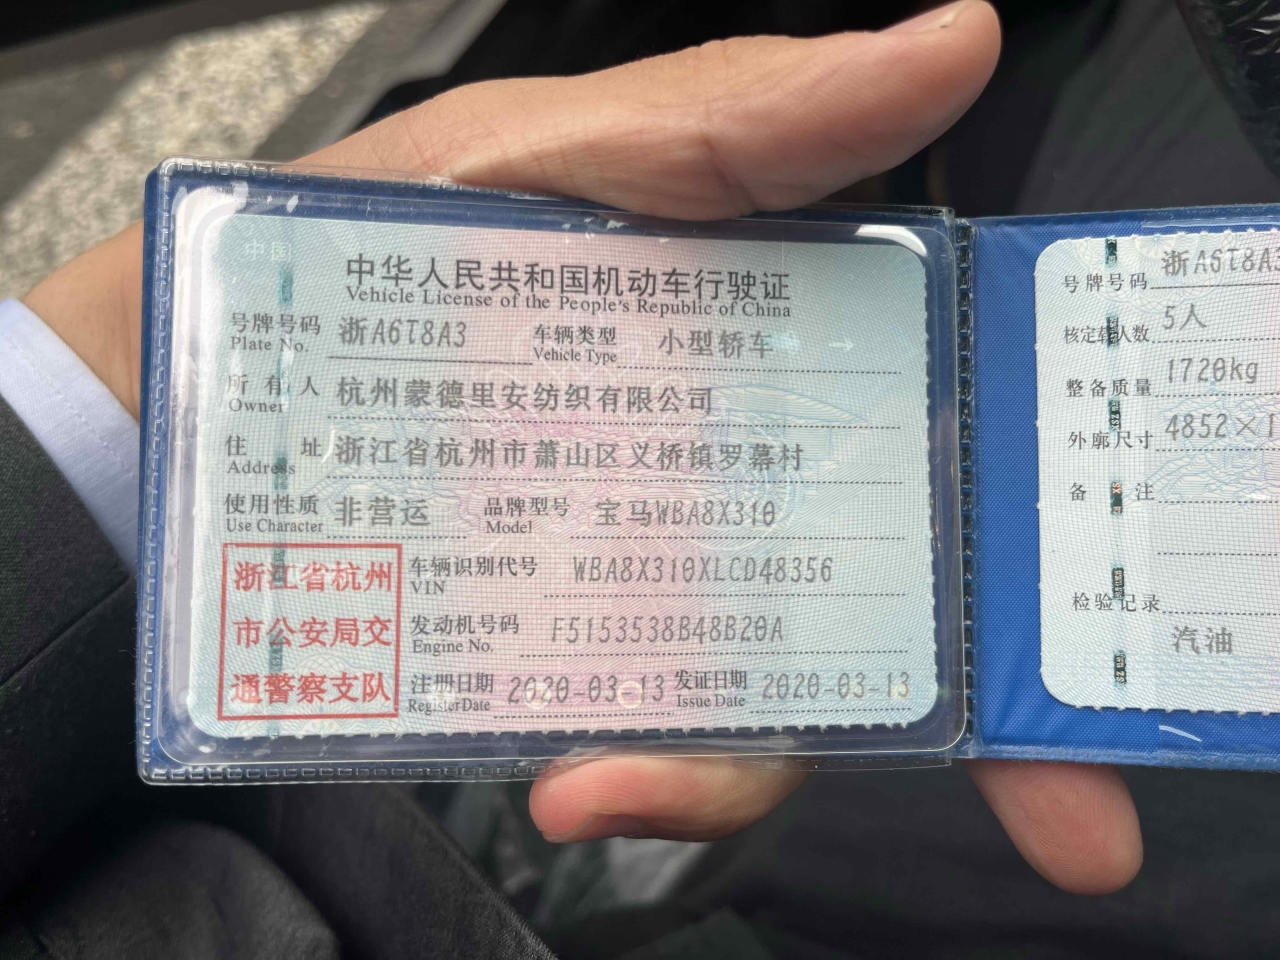 中国
中华人民共和国机动车行驶证
Vehicle License of the People's Republic of China
号牌号码 浙A6T8A3 车辆类型 小型轿车
Plate No. Vehicle Type
所有人 杭州蒙德里安纺织有限公司
Owner
住址 浙江省杭州市萧山区义桥镇罗幕村
Address
使用性质 非营运 品牌型号 宝马WBA8X310
Use Character Model
浙江省杭州
市公安局交
通警察支队
车辆识别代号 WBA8X310XLCD48356
VIN
发动机号码 F5153538B48B20A
Engine No.
注册日期 2020-03-13 发证日期 2020-03-13
Register Date Issue Date
号牌号码 浙A6T8A3
核定载人数 5人
整备质量 1720kg
外廓尺寸 4852×1
备注
检验记录
汽油